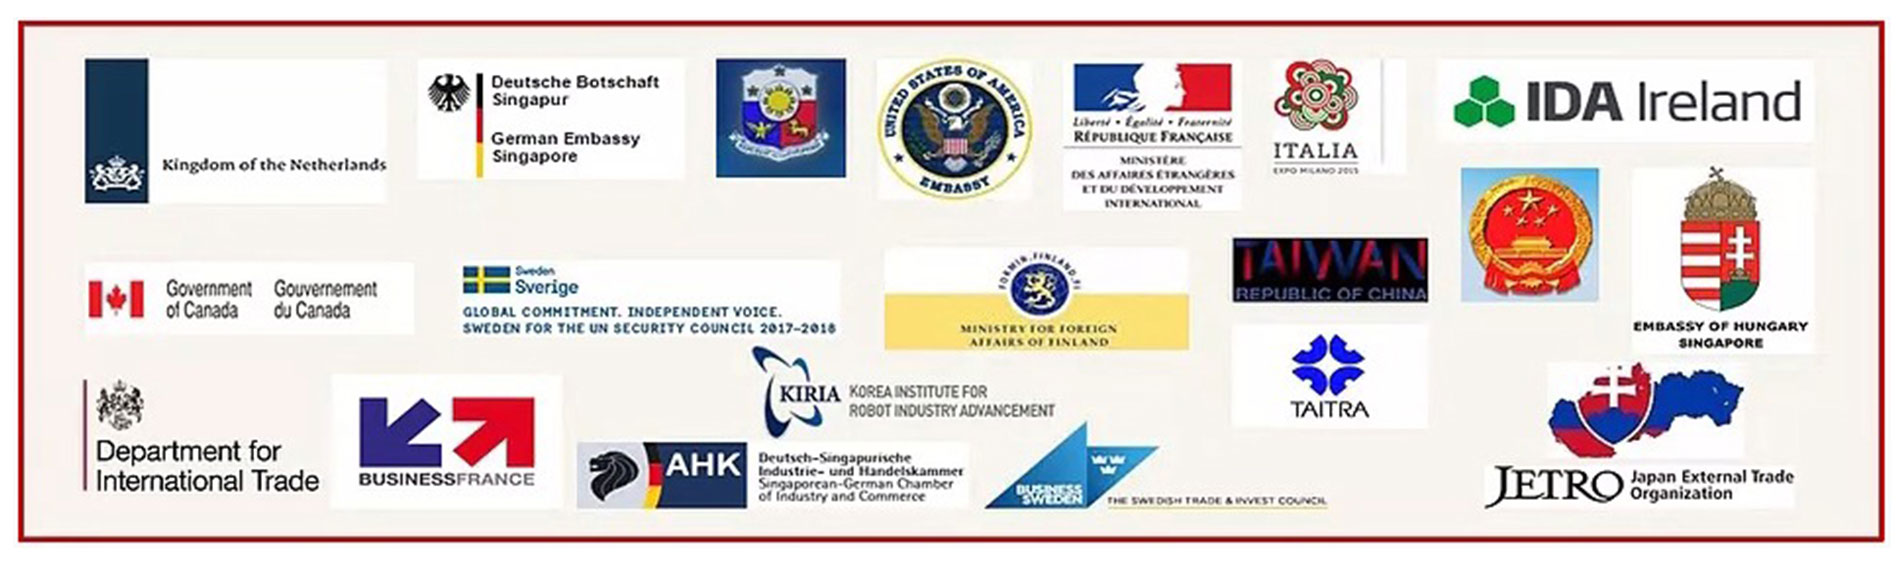 Kingdom of the Netherlands
Deutsche Botschaft
Singapur
German Embassy
Singapore
UNITED STATES OF AMERICA
EMBASSY
Liberté • Égalité • Fraternité
RÉPUBLIQUE FRANÇAISE
MINISTÈRE
DES AFFAIRES ÉTRANGÈRES
ET DU DÉVELOPPEMENT
INTERNATIONAL
ITALIA
EXPO MILANO 2015
IDA Ireland
Government
of Canada
Gouvernement
du Canada
Sweden
Sverige
GLOBAL COMMITMENT. INDEPENDENT VOICE.
SWEDEN FOR THE UN SECURITY COUNCIL 2017–2018
FORMIN.FINLAND.FI
MINISTRY FOR FOREIGN
AFFAIRS OF FINLAND
TAIWAN
REPUBLIC OF CHINA
EMBASSY OF HUNGARY
SINGAPORE
TAITRA
Department for
International Trade
BUSINESSFRANCE
KIRIA
KOREA INSTITUTE FOR
ROBOT INDUSTRY ADVANCEMENT
AHK
Deutsch-Singapurische
Industrie- und Handelskammer
Singaporean-German Chamber
of Industry and Commerce
BUSINESS
SWEDEN
THE SWEDISH TRADE & INVEST COUNCIL
JETRO
Japan External Trade
Organization